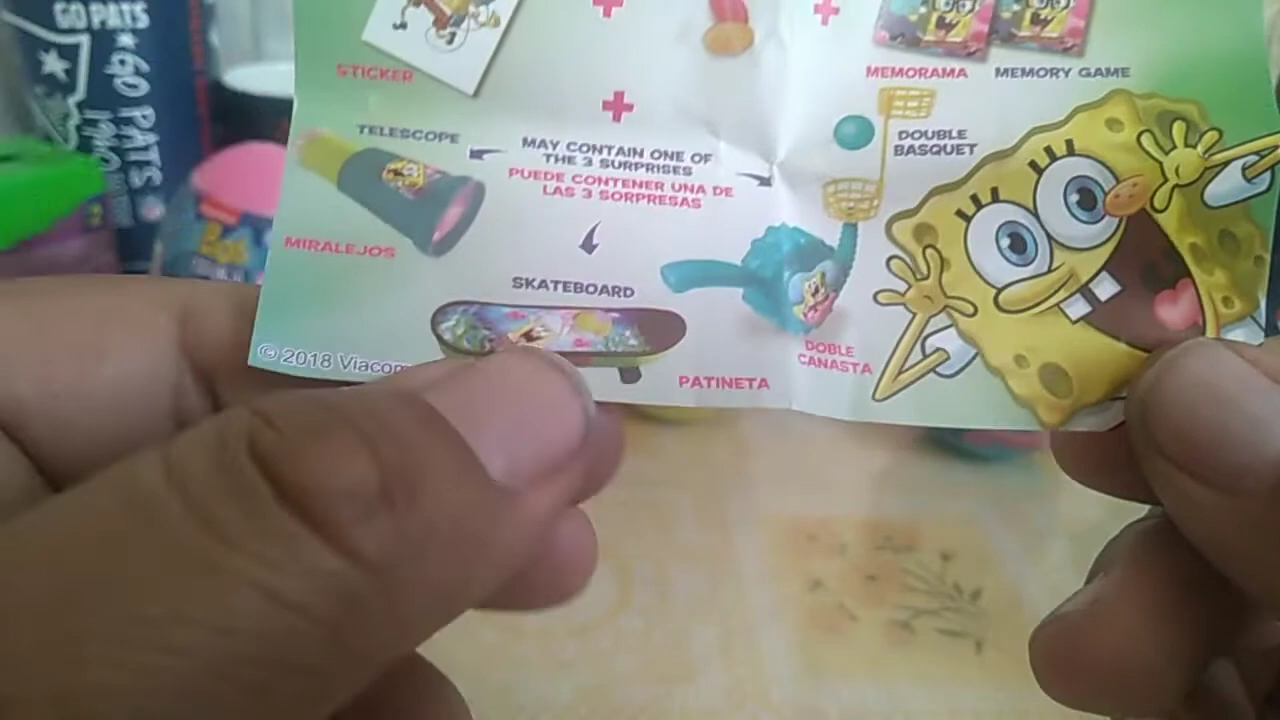 GO PATS
GO PATS
STICKER
MEMORAMA
MEMORY GAME
TELESCOPE
MAY CONTAIN ONE OF
THE 3 SURPRISES
PUEDE CONTENER UNA DE
LAS 3 SORPRESAS
DOUBLE
BASQUET
MIRALEJOS
SKATEBOARD
DOBLE
CANASTA
PATINETA
© 2018 Viacom